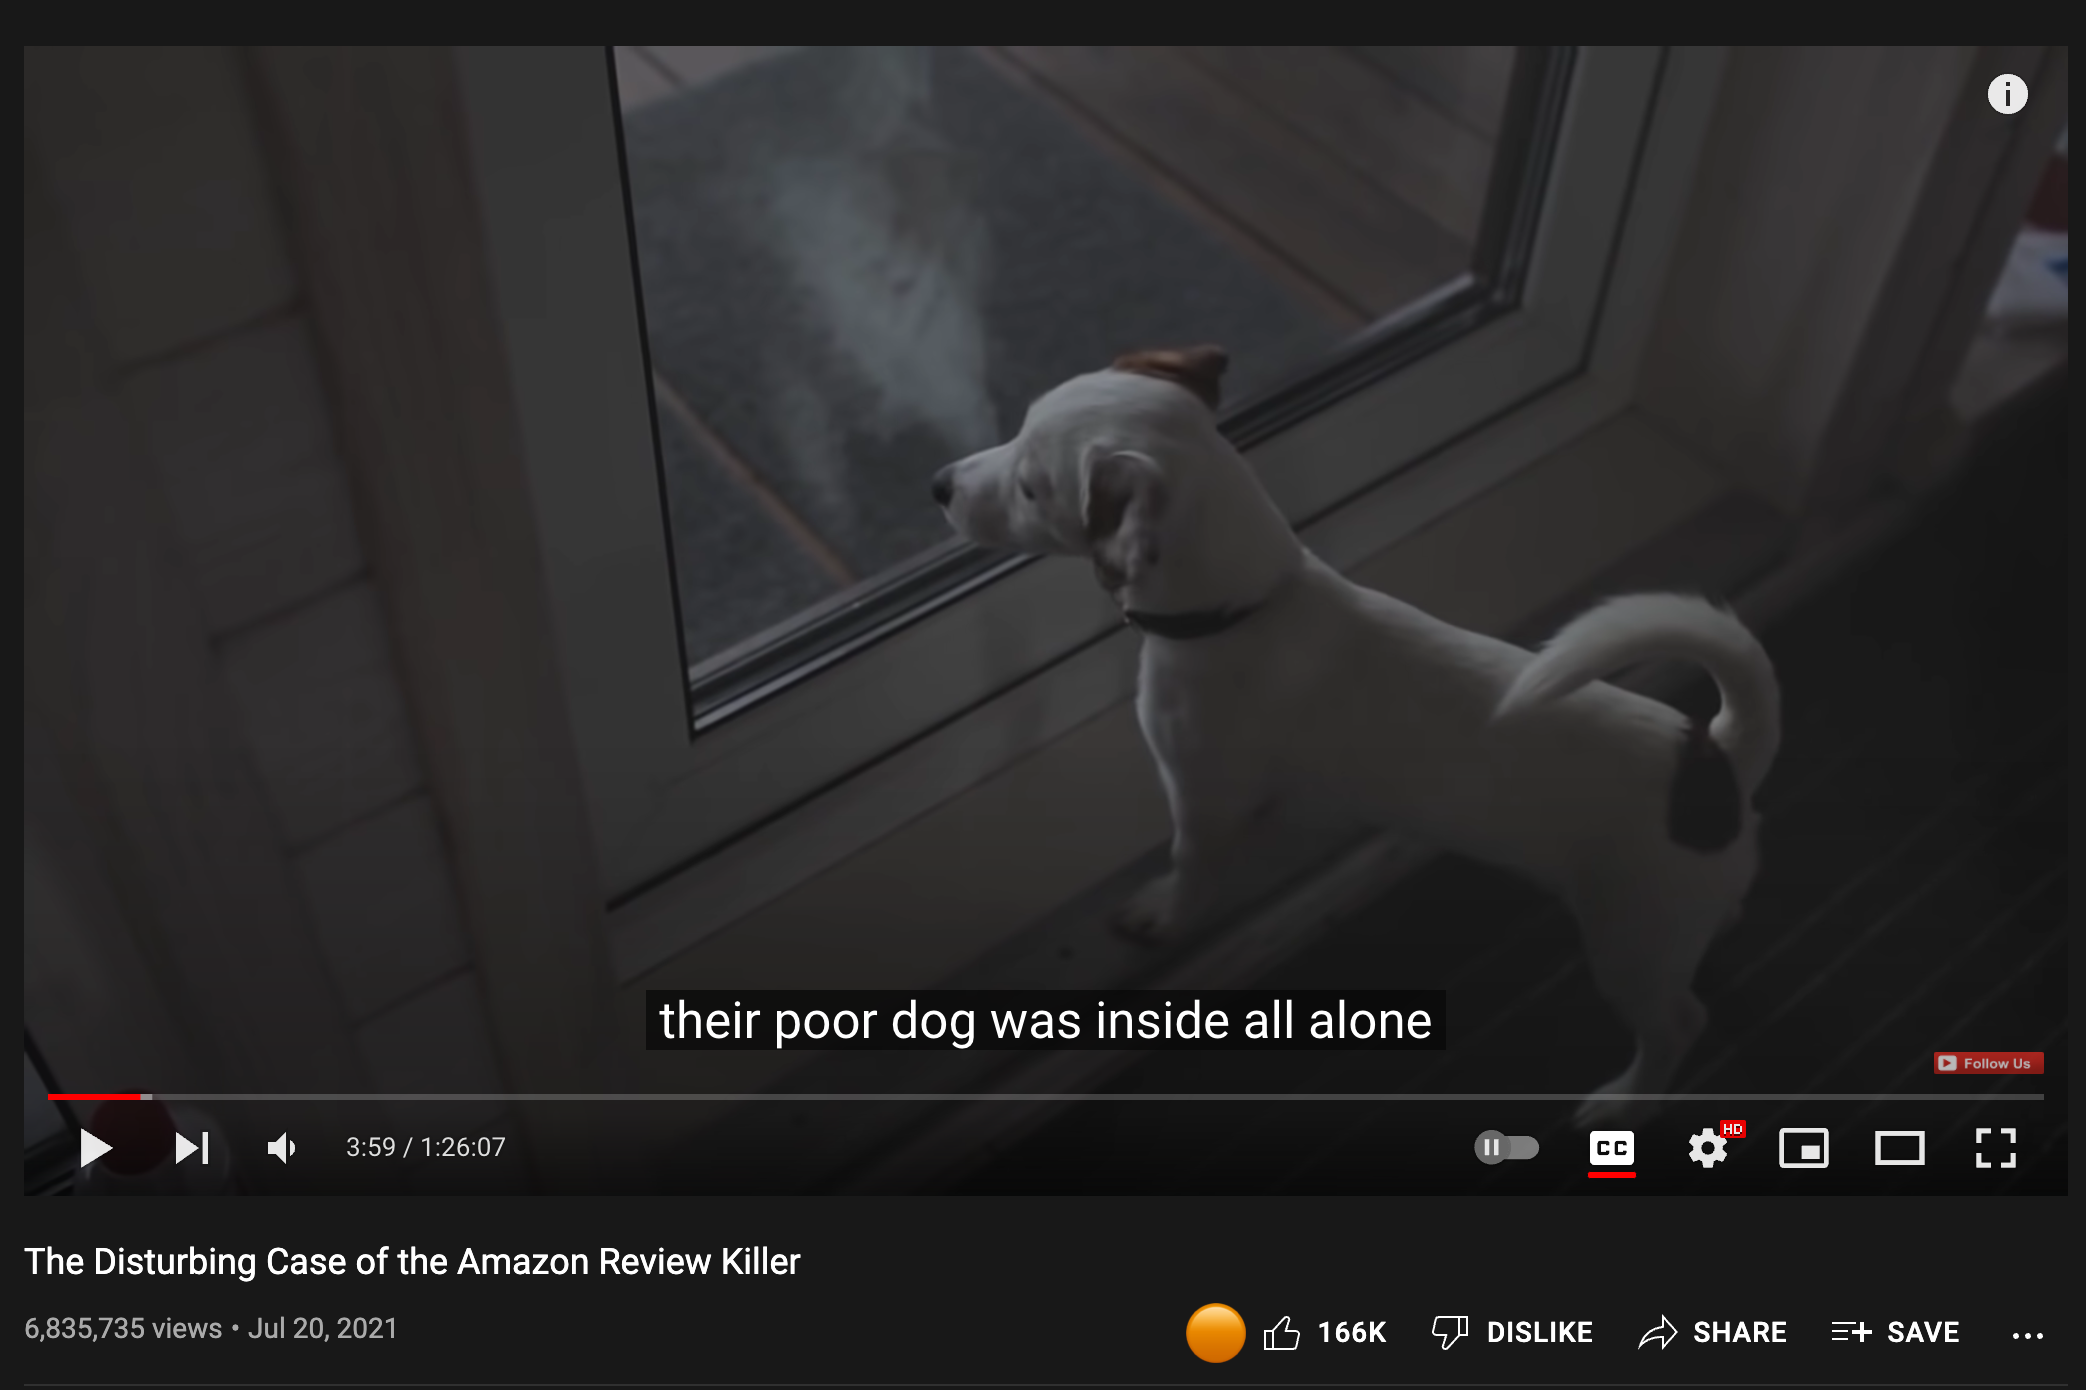 i
their poor dog was inside all alone
Follow Us
3:59 / 1:26:07
CC
HD
The Disturbing Case of the Amazon Review Killer
6,835,735 views • Jul 20, 2021
166K
DISLIKE
SHARE
SAVE